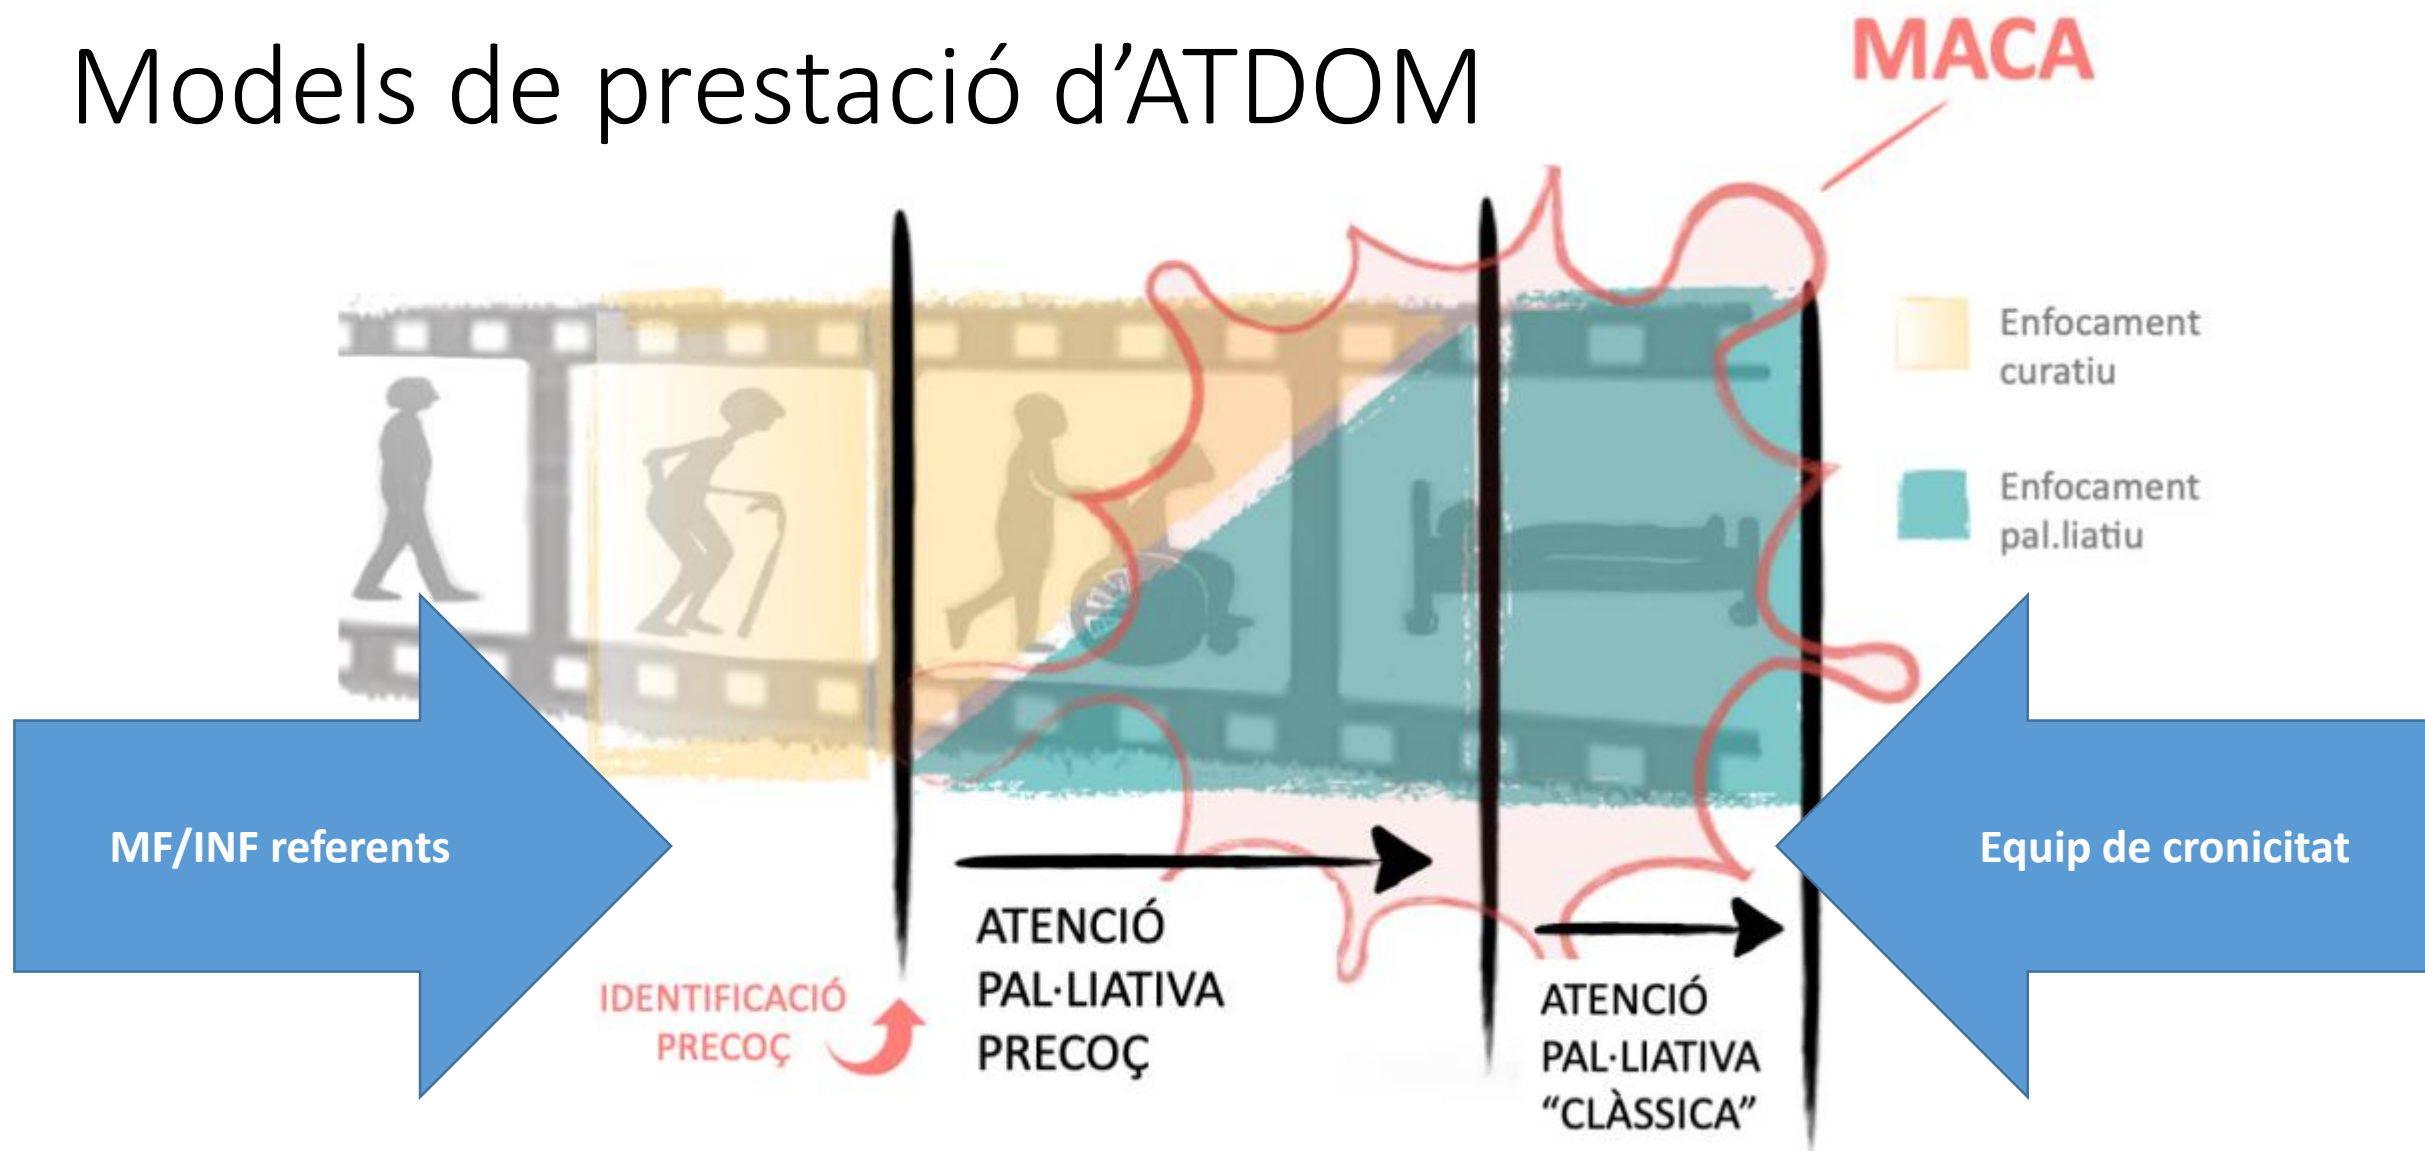 Models de prestació d’ATDOM
MACA
Enfocament
curatiu
Enfocament
pal.liatiu
MF/INF referents
Equip de cronicitat
IDENTIFICACIÓ
PRECOÇ
ATENCIÓ
PAL·LIATIVA
PRECOÇ
ATENCIÓ
PAL·LIATIVA
“CLÀSSICA”